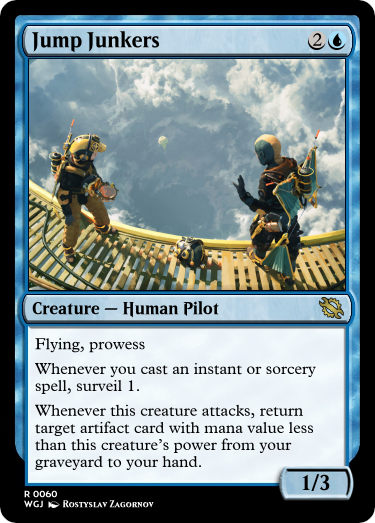 Jump Junkers 2
Creature — Human Pilot
Flying, prowess
Whenever you cast an instant or sorcery
spell, surveil 1.
Whenever this creature attacks, return
target artifact card with mana value less
than this creature's power from your
graveyard to your hand.
1/3
R 0060
WGJ Rostyslav Zagornov